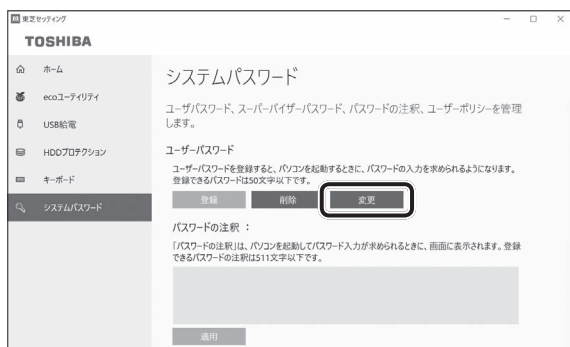 東芝セッティング
TOSHIBA
ホーム
ecoユーティリティ
USB給電
HDDプロテクション
キーボード
システムパスワード
システムパスワード
ユーザパスワード、スーパーバイザーパスワード、パスワードの注釈、ユーザーポリシーを管理
します。
ユーザーパスワード
ユーザーパスワードを登録すると、パソコンを起動するときに、パスワードの入力を求められるようになります。
登録できるパスワードは50文字以下です。
登録 削除 変更
パスワードの注釈 :
「パスワードの注釈」は、パソコンを起動してパスワード入力が求められるときに、画面に表示されます。登録
できるパスワードの注釈は511文字以下です。
適用